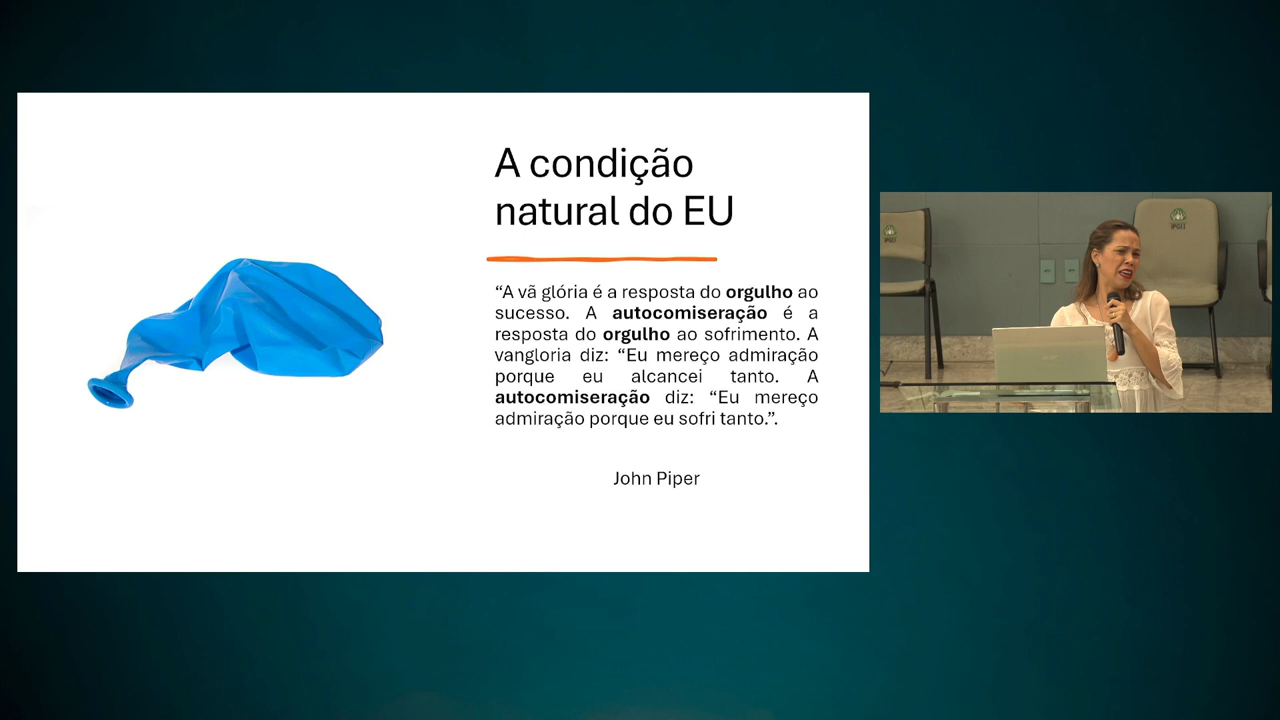 A condição
natural do EU
“A vã glória é a resposta do orgulho ao
sucesso. A autocomiseração é a
resposta do orgulho ao sofrimento. A
vangloria diz: “Eu mereço admiração
porque eu alcancei tanto. A
autocomiseração diz: “Eu mereço
admiração porque eu sofri tanto.”.
John Piper